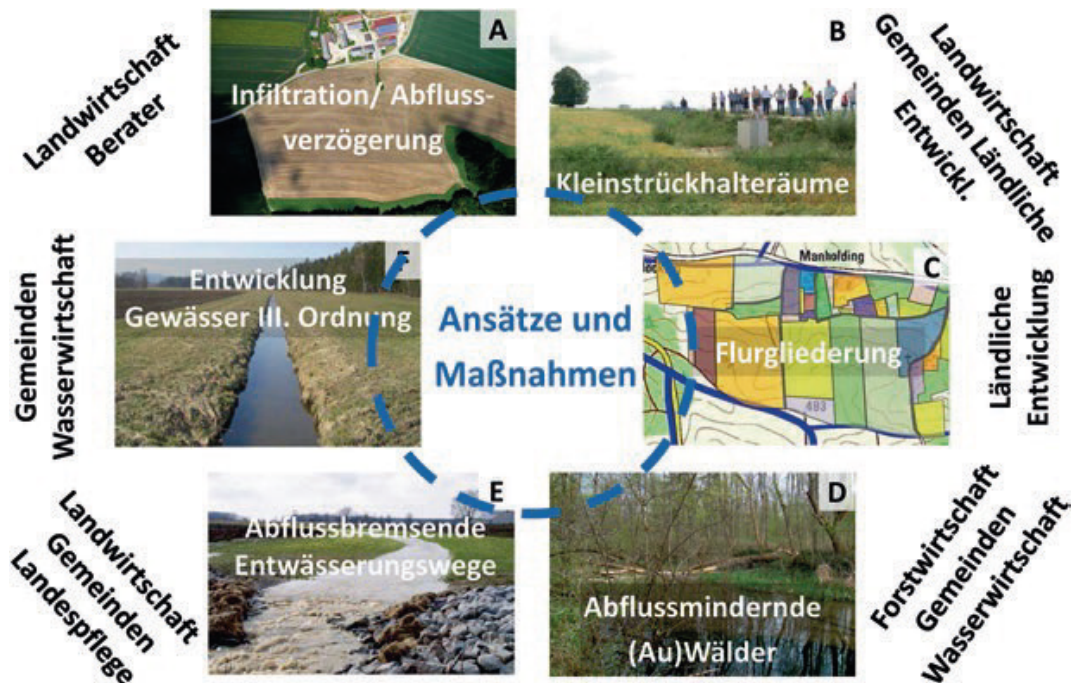 Landwirtschaft
Berater
A
Infiltration/ Abfluss-
verzögerung
B
Kleinstrückhalteräume
Landwirtschaft
Gemeinden Ländliche
Entwickl.
Gemeinden
Wasserwirtschaft
F
Entwicklung
Gewässer III. Ordnung
Ansätze und
Maßnahmen
Manholding
C
Flurgliederung
483
Ländliche
Entwicklung
Landwirtschaft
Gemeinden
Landespflege
E
Abflussbremsende
Entwässerungswege
D
Abflussmindernde
(Au)Wälder
Forstwirtschaft
Gemeinden
Wasserwirtschaft